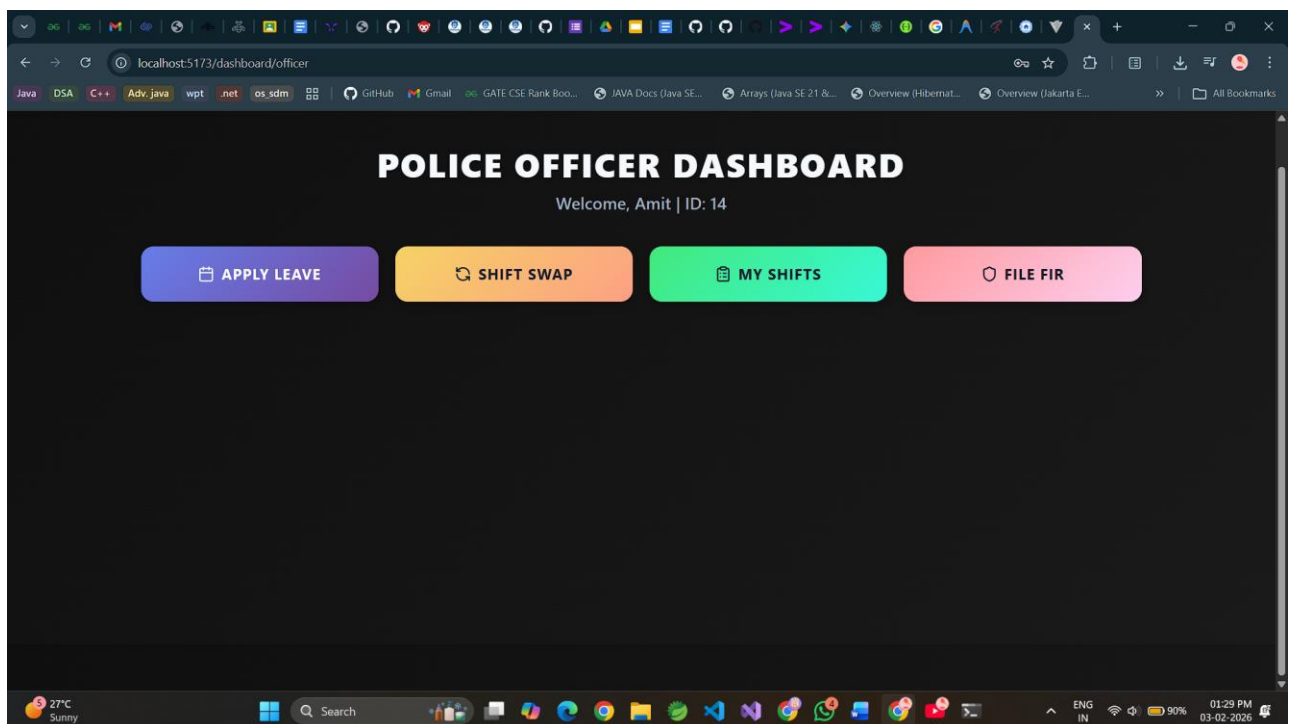 localhost:5173/dashboard/officer
Java DSA C++ Adv. java wpt .net os_sdm GitHub Gmail GATE CSE Rank Boo... JAVA Docs (Java SE... Arrays (Java SE 21 &... Overview (Hibernat... Overview (Jakarta E... » All Bookmarks
POLICE OFFICER DASHBOARD
Welcome, Amit | ID: 14
APPLY LEAVE SHIFT SWAP MY SHIFTS FILE FIR
5 27°C
Sunny
Search
4
ENG
IN
90%
01:29 PM
03-02-2026